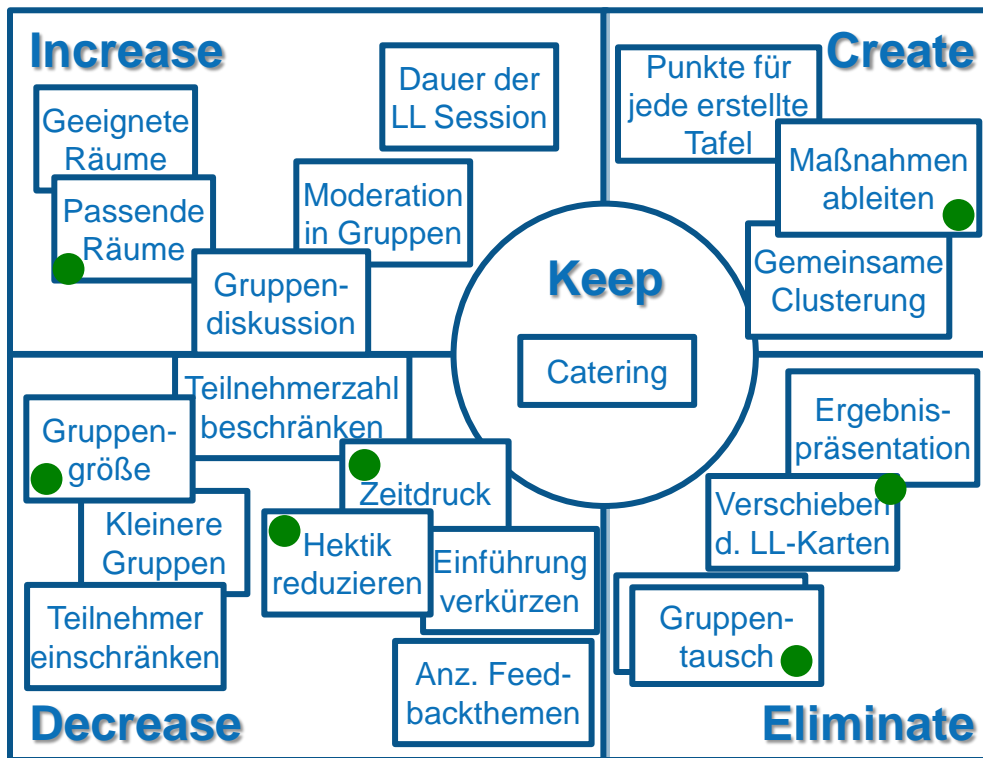 Increase
Dauer der
LL Session
Geeignete
Räume
Passende
Räume
Moderation
in Gruppen
Gruppen-
diskussion
Create
Punkte für
jede erstellte
Tafel
Maßnahmen
ableiten
Gemeinsame
Clusterung
Keep
Catering
Teilnehmerzahl
beschränken
Gruppen-
größe
Zeitdruck
Kleinere
Gruppen
Hektik
reduzieren
Einführung
verkürzen
Teilnehmer
einschränken
Anz. Feed-
backthemen
Decrease
Ergebnis-
präsentation
Verschieben
d. LL-Karten
Gruppen-
tausch
Eliminate